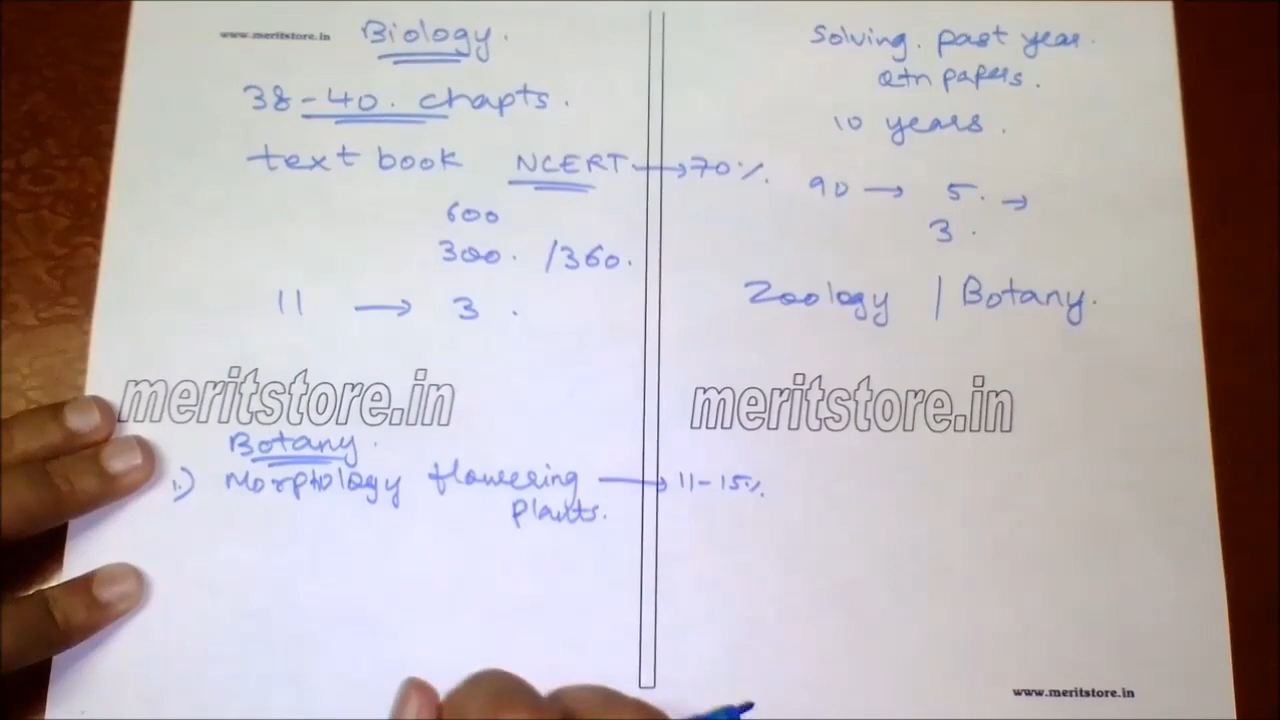 www.meritstore.in Biology.
38-40. chapts.
text book NCERT → 70%.
600
300. /360.
11 → 3.
meritstore.in
Botany.
1.) Morptology flowering → 11-15%.
plants.
Solving. past year.
Qtn papers.
10 years.
90 → 5. →
3.
Zoology | Botany.
meritstore.in
www.meritstore.in